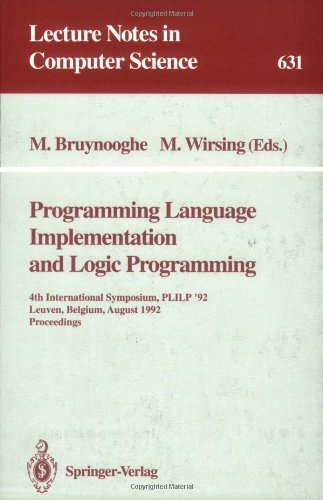 Lecture Notes in
Computer Science
631
M. Bruynooghe M. Wirsing (Eds.)
Programming Language
Implementation
and Logic Programming
4th International Symposium, PLILP '92
Leuven, Belgium, August 1992
Proceedings
Springer-Verlag